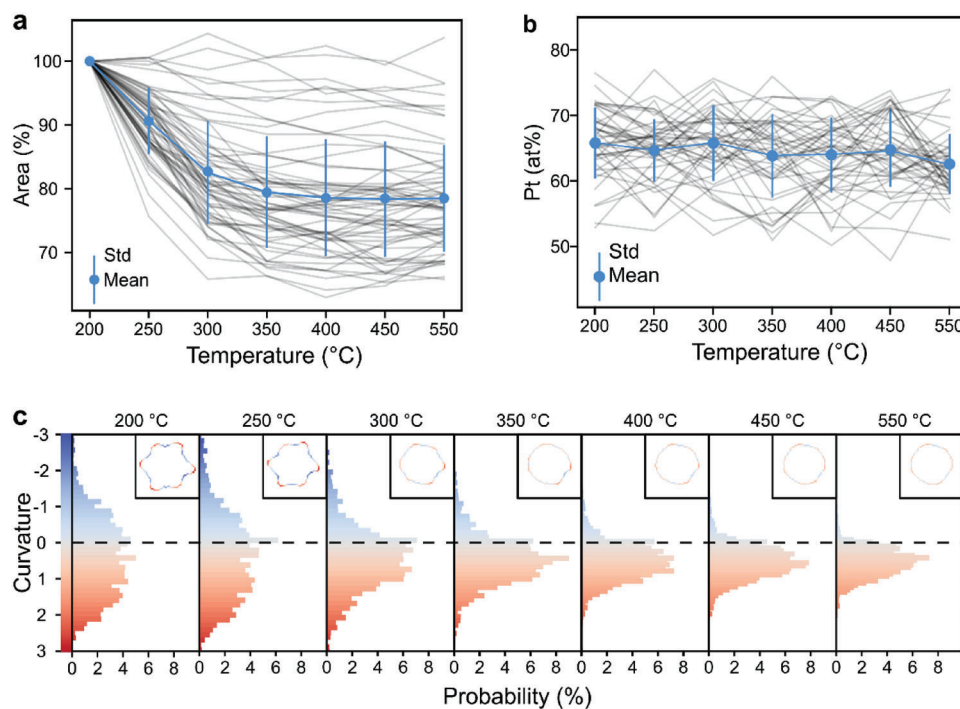 a
100
90
80
70
Area (%)
Std
Mean
200 250 300 350 400 450 550
Temperature (°C)
b
80
70
60
50
Pt (at%)
Std
Mean
200 250 300 350 400 450 550
Temperature (°C)
c
200 °C 250 °C 300 °C 350 °C 400 °C 450 °C 550 °C
-3
-2
-1
0
1
2
3
Curvature
0 2 4 6 8 0 2 4 6 8 0 2 4 6 8 0 2 4 6 8 0 2 4 6 8 0 2 4 6 8 0 2 4 6 8
Probability (%)